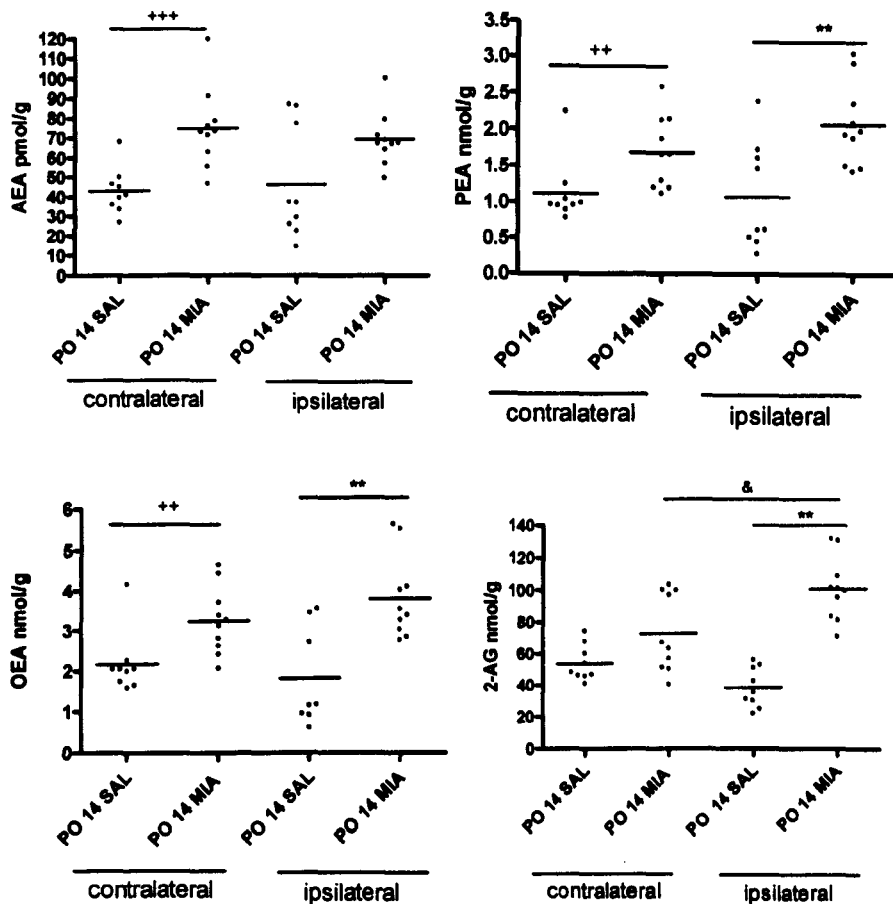 +++
120
110
100
90
80
70
60
50
40
30
20
10
0
AEA pmol/g
PO 14 SAL
PO 14 MIA
PO 14 SAL
PO 14 MIA
contralateral
ipsilateral
++
**
3.5
3.0
2.5
2.0
1.5
1.0
0.5
0.0
PEA nmol/g
PO 14 SAL
PO 14 MIA
PO 14 SAL
PO 14 MIA
contralateral
ipsilateral
++
**
6
5
4
3
2
1
0
OEA nmol/g
PO 14 SAL
PO 14 MIA
PO 14 SAL
PO 14 MIA
contralateral
ipsilateral
&
**
140
120
100
80
60
40
20
0
2-AG nmol/g
PO 14 SAL
PO 14 MIA
PO 14 SAL
PO 14 MIA
contralateral
ipsilateral